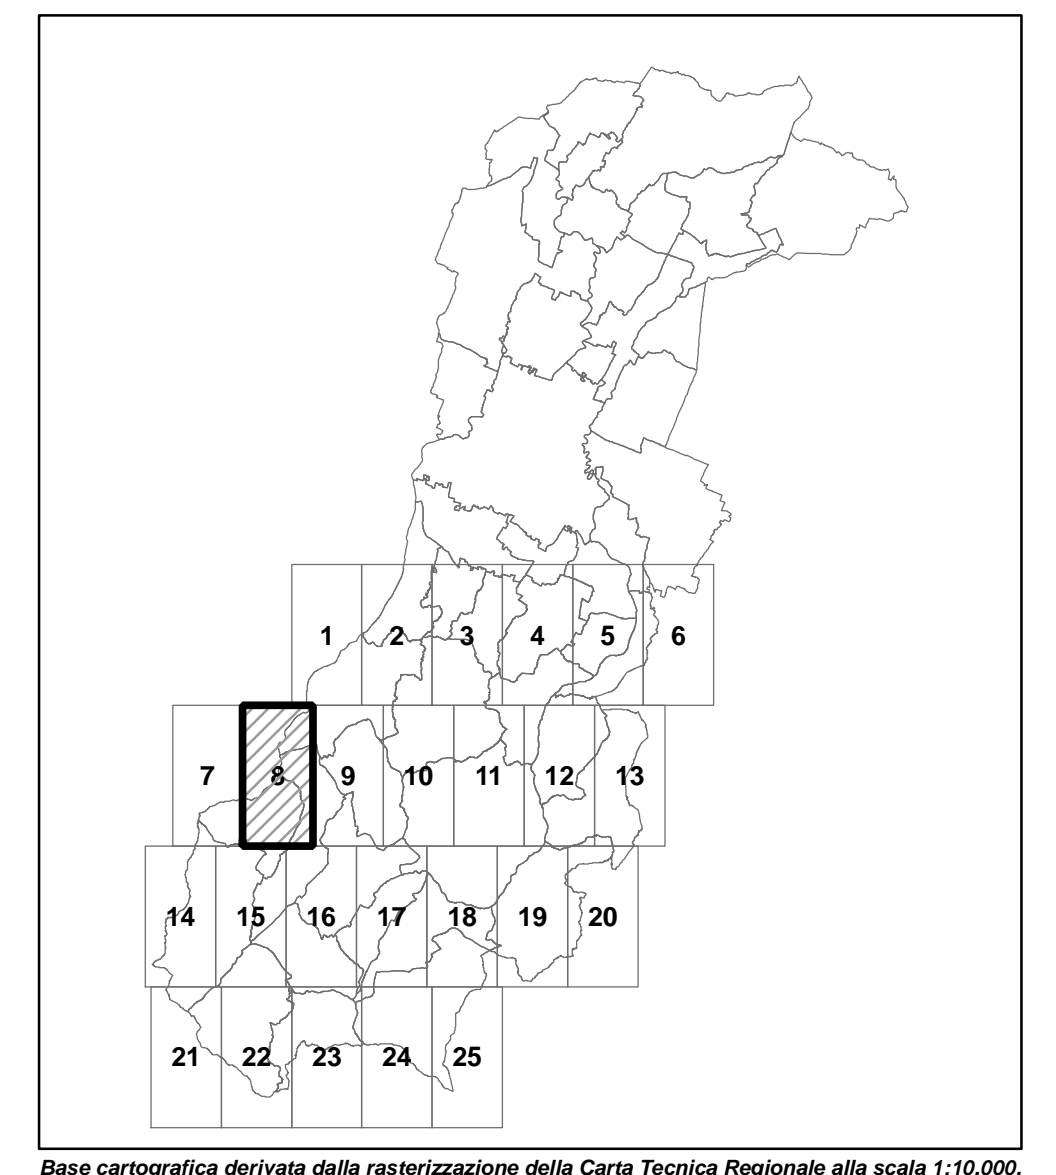 1 2 3 4 5 6
7 8 9 10 11 12 13
14 15 16 17 18 19 20
21 22 23 24 25
Base cartografica derivata dalla rasterizzazione della Carta Tecnica Regionale alla scala 1:10.000.